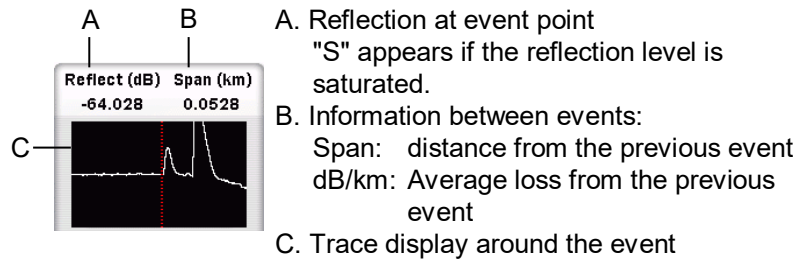 A B
Reflect (dB) Span (km)
-64.028 0.0528
C
A. Reflection at event point
"S" appears if the reflection level is
saturated.
B. Information between events:
Span: distance from the previous event
dB/km: Average loss from the previous
event
C. Trace display around the event